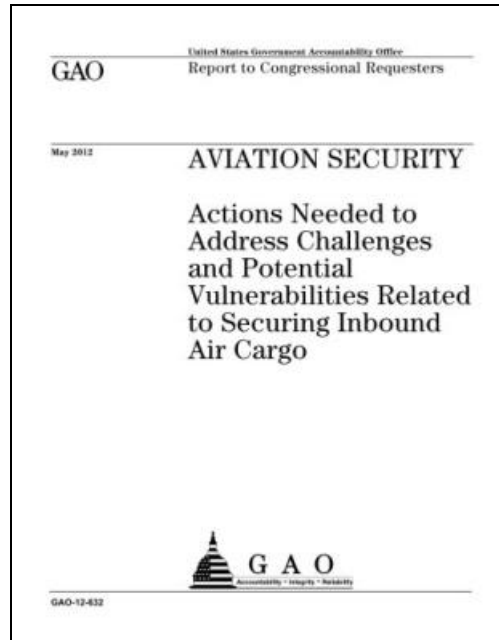 United States Government Accountability Office
GAO
Report to Congressional Requesters
May 2012
AVIATION SECURITY
Actions Needed to
Address Challenges
and Potential
Vulnerabilities Related
to Securing Inbound
Air Cargo
G A O
Accountability * Integrity * Reliability
GAO-12-632